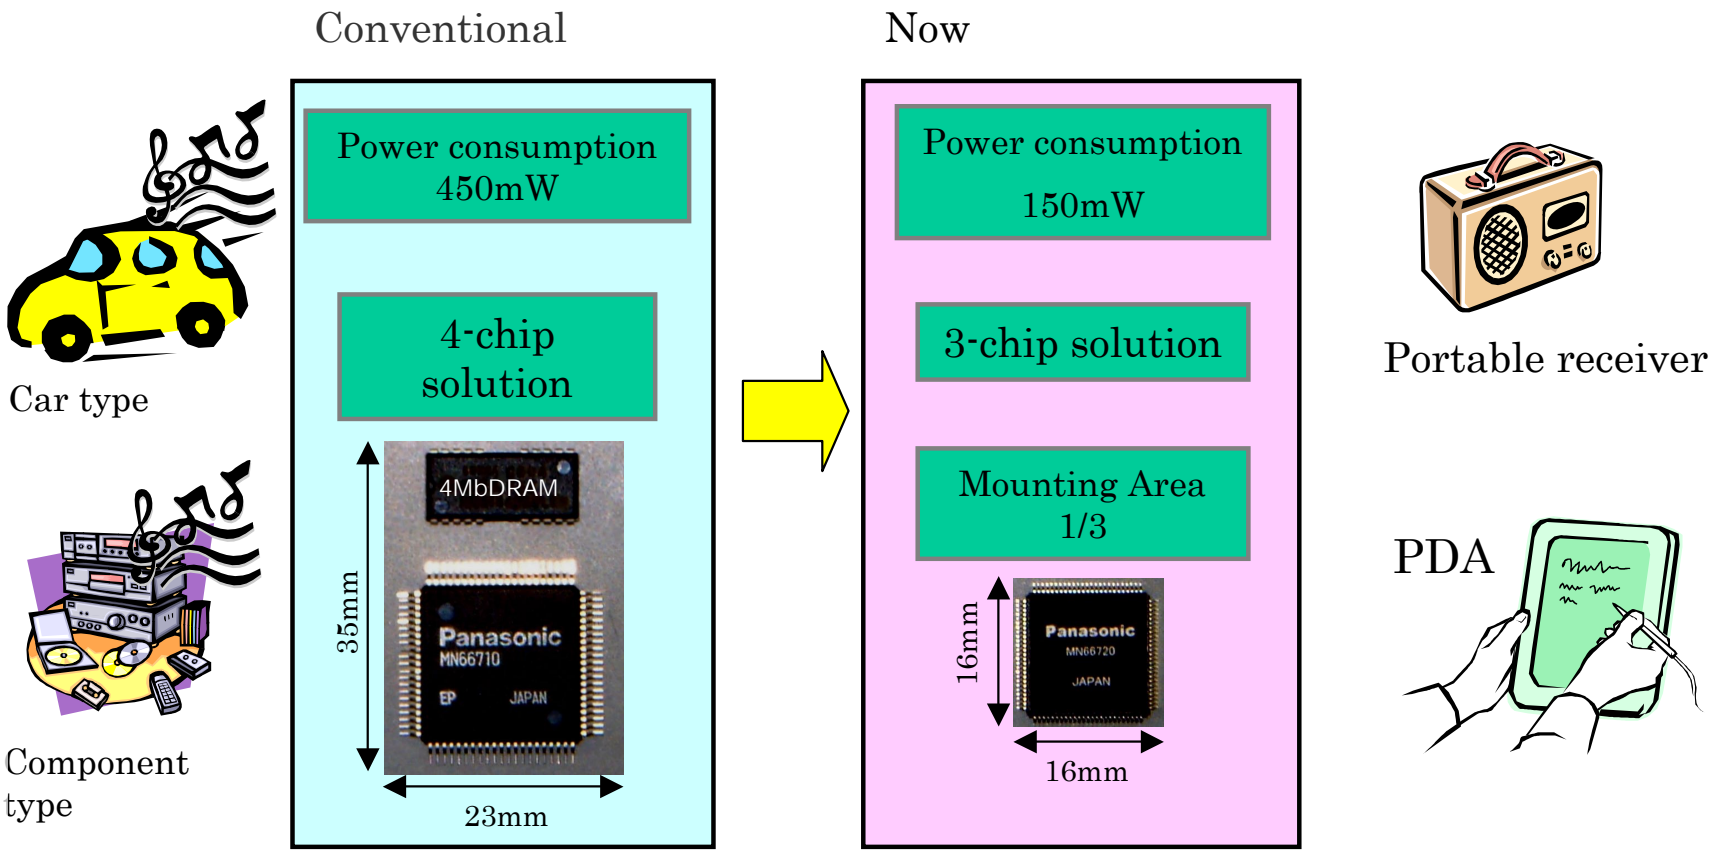 Conventional
Now
Power consumption
450mW
Power consumption
150mW
4-chip
solution
3-chip solution
Car type
Portable receiver
Mounting Area
1/3
4MbDRAM
35mm
Panasonic
MN66710
EP JAPAN
23mm
16mm
Panasonic
MN66720
JAPAN
16mm
PDA
Component
type